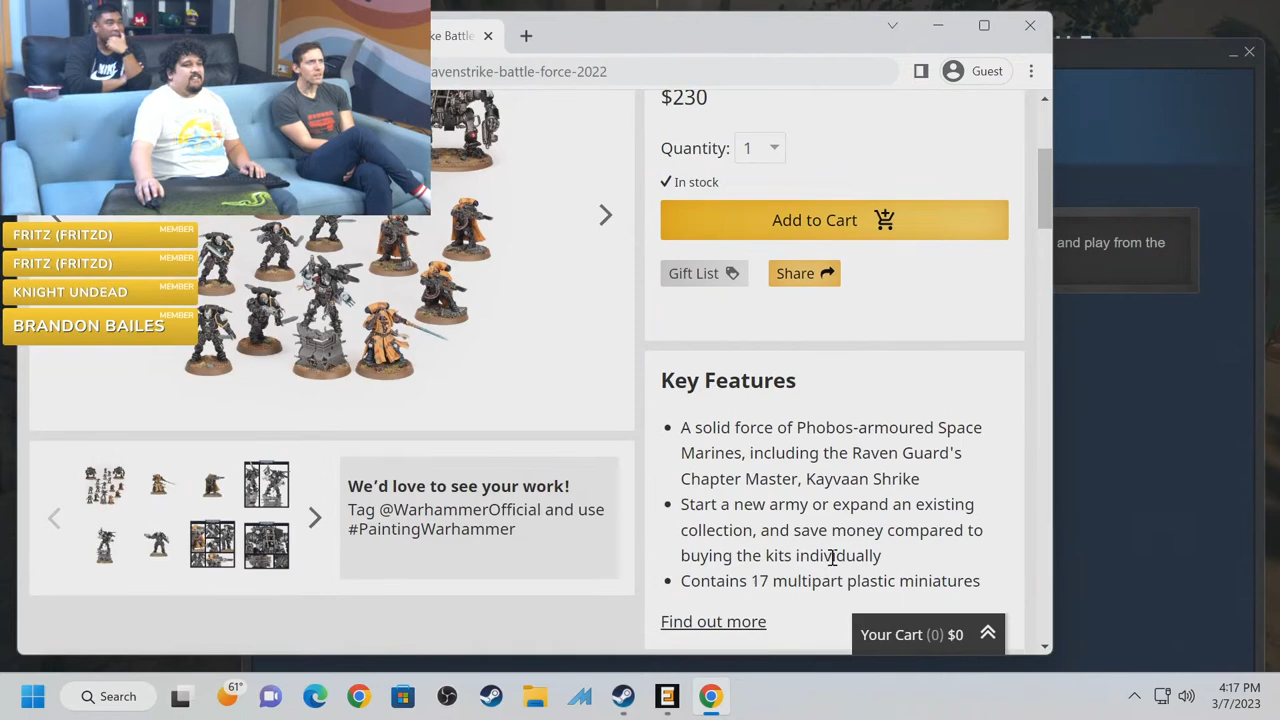 ke Battle
Guest
avenstrike-battle-force-2022
$230
Quantity: 1
In stock
Add to Cart
Gift List
Share
and play from the
FRITZ (FRITZD)
MEMBER
FRITZ (FRITZD)
MEMBER
KNIGHT UNDEAD
MEMBER
BRANDON BAILES
MEMBER
Key Features
A solid force of Phobos-armoured Space
Marines, including the Raven Guard's
Chapter Master, Kayvaan Shrike
Start a new army or expand an existing
collection, and save money compared to
buying the kits individually
Contains 17 multipart plastic miniatures
Find out more
We'd love to see your work!
Tag @WarhammerOfficial and use
#PaintingWarhammer
Your Cart (0) $0
Search
61°
4:17 PM
3/7/2023